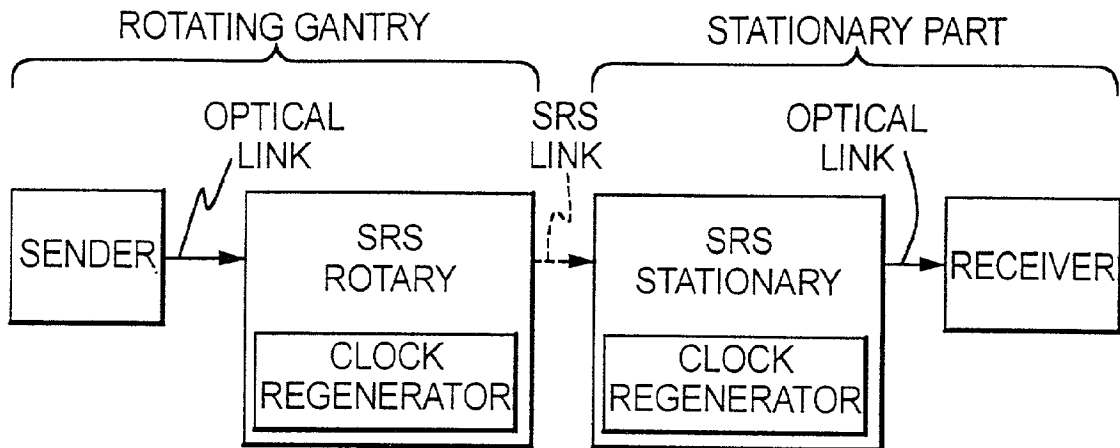 ROTATING GANTRY
STATIONARY PART
OPTICAL
LINK
SRS
LINK
OPTICAL
LINK
SENDER
SRS
ROTARY
CLOCK
REGENERATOR
SRS
STATIONARY
CLOCK
REGENERATOR
RECEIVER